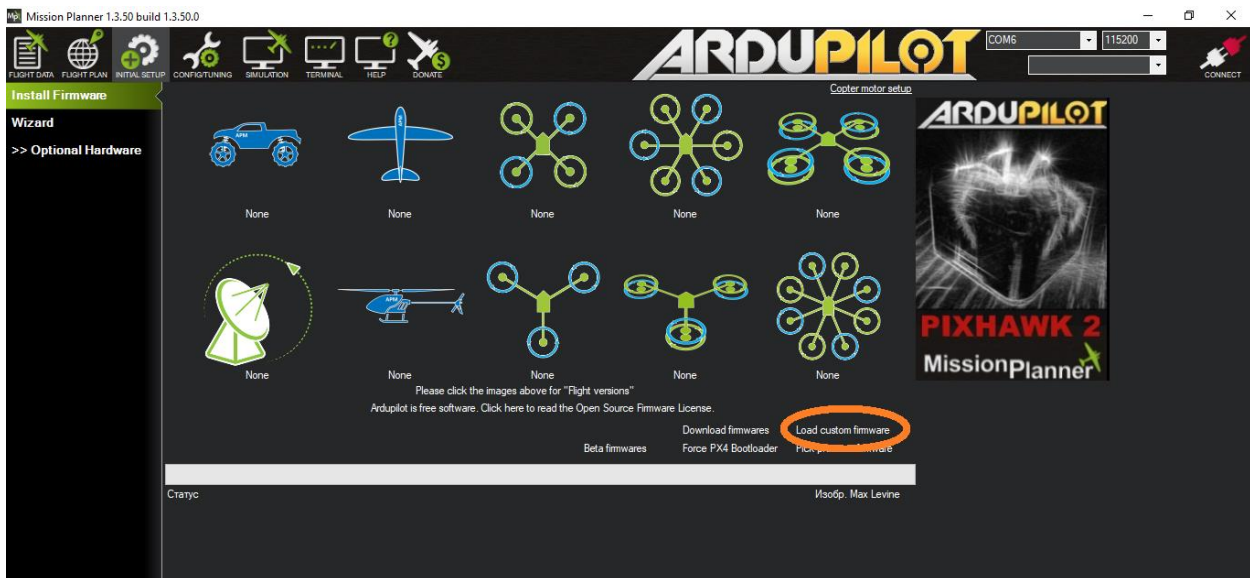 Mission Planner 1.3.50 build 1.3.50.0
FLIGHT DATA FLIGHT PLAN INITIAL SETUP CONFIG/TUNING SIMULATION TERMINAL HELP DONATE
ARDUPILOT
COM6 115200
CONNECT
Install Firmware
Wizard
>> Optional Hardware
Copter motor setup
APM APM
None None None None None
APM
None None None None None
ARDUPILOT
PIXHAWK 2
MissionPlanner
Please click the images above for "Flight versions"
Ardupilot is free software. Click here to read the Open Source Firmware License.
Download firmwares Load custom firmware
Beta firmwares Force PX4 Bootloader
Статус Изобр. Max Levine